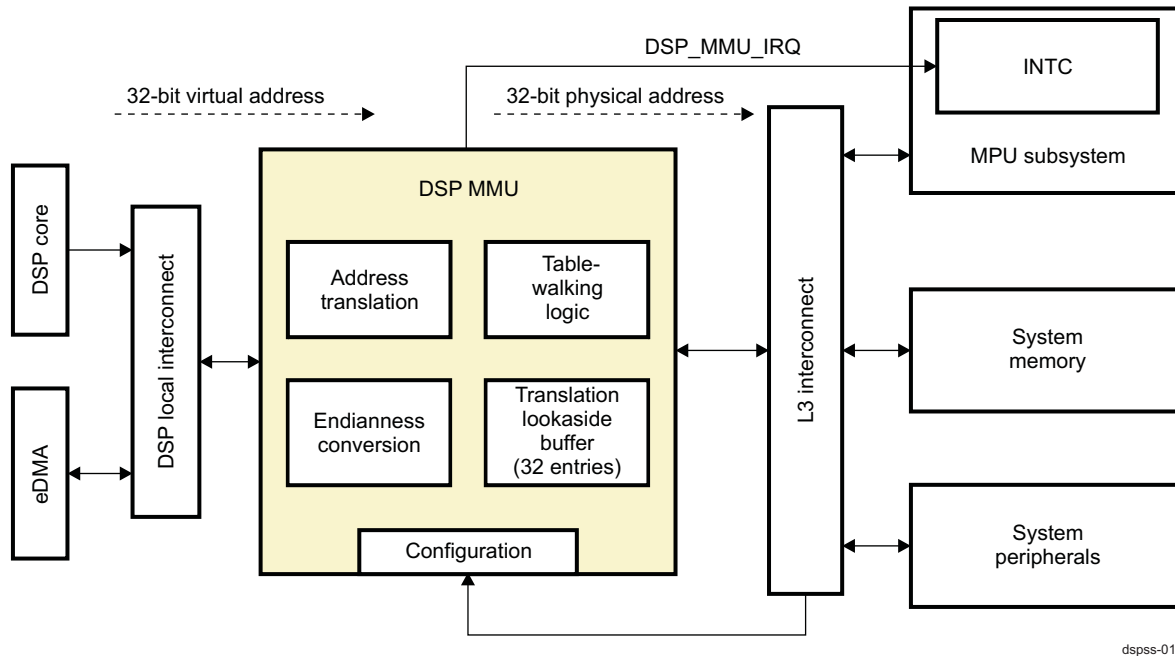 DSP_MMU_IRQ
INTC
32-bit virtual address
32-bit physical address
MPU subsystem
DSP core
DSP local interconnect
eDMA
DSP MMU
Address
translation
Table-
walking
logic
Endianness
conversion
Translation
lookaside
buffer
(32 entries)
Configuration
L3 interconnect
System
memory
System
peripherals
dspss-017